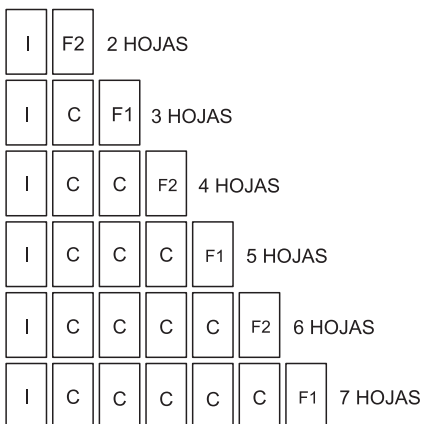 I F2 2 HOJAS
I C F1 3 HOJAS
I C C F2 4 HOJAS
I C C C F1 5 HOJAS
I C C C C F2 6 HOJAS
I C C C C C F1 7 HOJAS